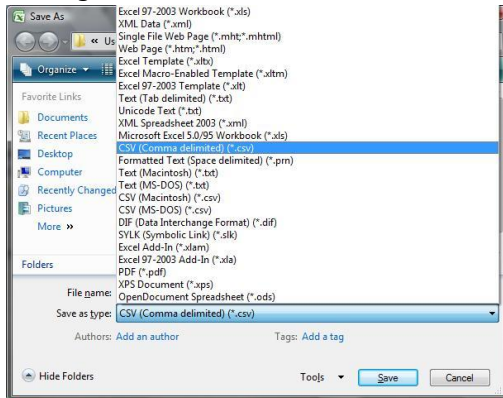 Save As
Excel 97-2003 Workbook (*.xls)
XML Data (*.xml)
Single File Web Page (*.mht;*.mhtml)
« Us
Web Page (*.htm;*.html)
Excel Template (*.xltx)
Organize
Excel Macro-Enabled Template (*.xltm)
Excel 97-2003 Template (*.xlt)
Favorite Links
Text (Tab delimited) (*.txt)
Unicode Text (*.txt)
Documents
XML Spreadsheet 2003 (*.xml)
Recent Places
Microsoft Excel 5.0/95 Workbook (*.xls)
Desktop
CSV (Comma delimited) (*.csv)
Formatted Text (Space delimited) (*.prn)
Computer
Text (Macintosh) (*.txt)
Recently Changed
Text (MS-DOS) (*.txt)
CSV (Macintosh) (*.csv)
Pictures
CSV (MS-DOS) (*.csv)
More »
DIF (Data Interchange Format) (*.dif)
SYLK (Symbolic Link) (*.slk)
Excel Add-In (*.xlam)
Folders
Excel 97-2003 Add-In (*.xla)
PDF (*.pdf)
XPS Document (*.xps)
File name:
OpenDocument Spreadsheet (*.ods)
Save as type: CSV (Comma delimited) (*.csv)
Authors: Add an author
Tags: Add a tag
Hide Folders
Tools
Save
Cancel